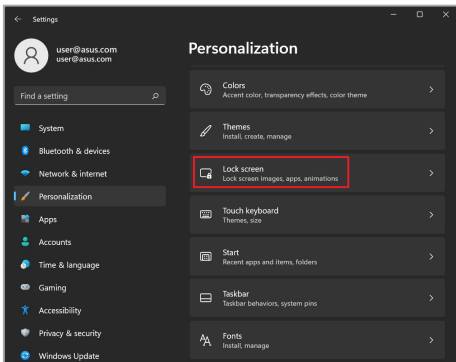 Settings
user@asus.com
user@asus.com
Find a setting
System
Bluetooth & devices
Network & internet
Personalization
Apps
Accounts
Time & language
Gaming
Accessibility
Privacy & security
Windows Update
Personalization
Colors
Accent color, transparency effects, color theme
Themes
Install, create, manage
Lock screen
Lock screen images, apps, animations
Touch keyboard
Themes, size
Start
Recent apps and items, folders
Taskbar
Taskbar behaviors, system pins
Fonts
Install, manage